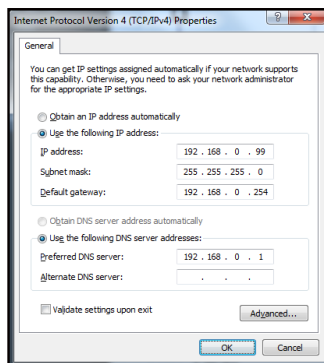 Internet Protocol Version 4 (TCP/IPv4) Properties
General
You can get IP settings assigned automatically if your network supports
this capability. Otherwise, you need to ask your network administrator
for the appropriate IP settings.
Obtain an IP address automatically
Use the following IP address:
IP address: 192 . 168 . 0 . 99
Subnet mask: 255 . 255 . 255 . 0
Default gateway: 192 . 168 . 0 . 254
Obtain DNS server address automatically
Use the following DNS server addresses:
Preferred DNS server: 192 . 168 . 0 . 1
Alternate DNS server: . . .
Validate settings upon exit
Advanced...
OK Cancel